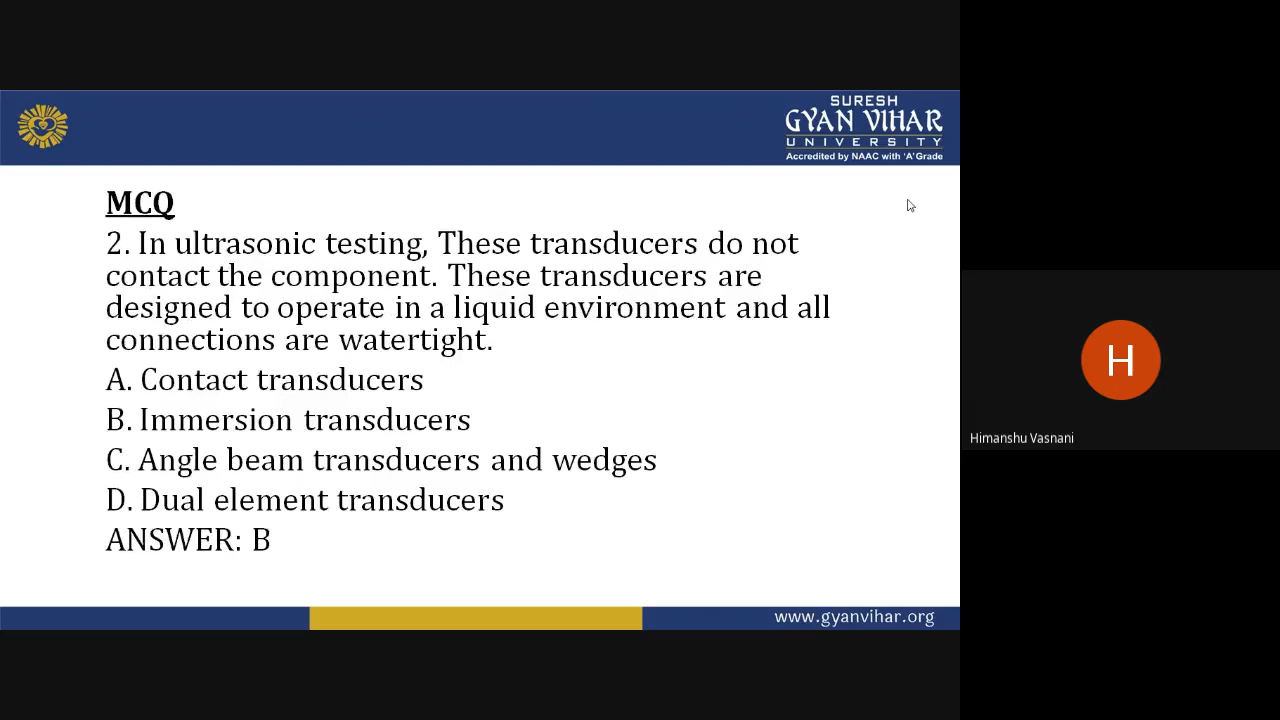 SURESH
GYAN VIHAR
UNIVERSITY
Accredited by NAAC with 'A' Grade
MCQ
2. In ultrasonic testing, These transducers do not
contact the component. These transducers are
designed to operate in a liquid environment and all
connections are watertight.
A. Contact transducers
B. Immersion transducers
C. Angle beam transducers and wedges
D. Dual element transducers
ANSWER: B
www.gyanvihar.org
H
Himanshu Vasnani